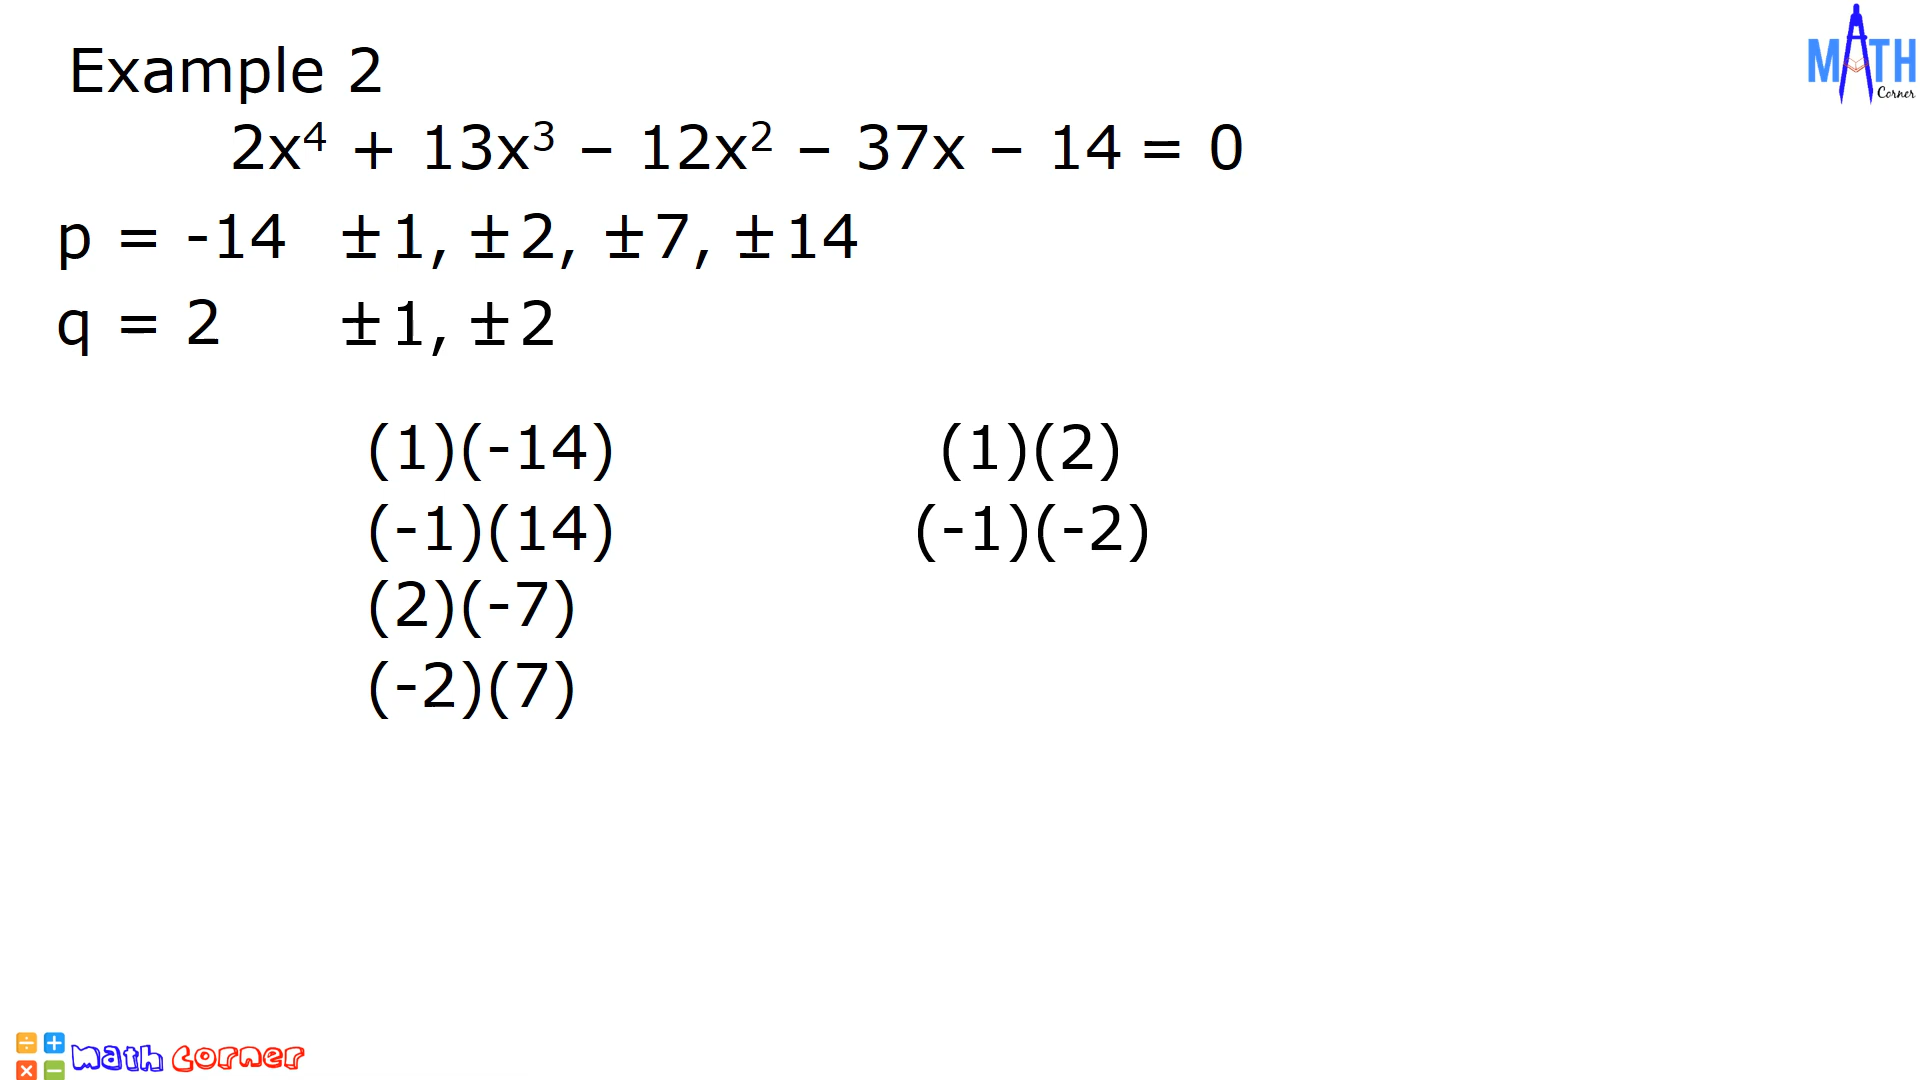 MATH
Corner
Example 2
2x⁴ + 13x³ – 12x² – 37x – 14 = 0
p = -14 ±1, ±2, ±7, ±14
q = 2 ±1, ±2
(1)(-14) (1)(2)
(-1)(14) (-1)(-2)
(2)(-7)
(-2)(7)
math corner